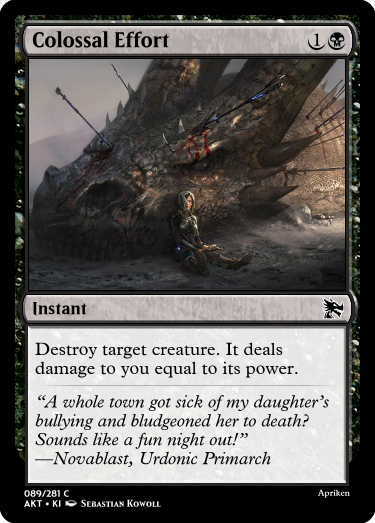 Colossal Effort 1
Instant
Destroy target creature. It deals
damage to you equal to its power.
“A whole town got sick of my daughter’s
bullying and bludgeoned her to death?
Sounds like a fun night out!”
—Novablast, Urdonic Primarch
089/281 C
Apriken
AKT • KI Sebastian Kowoll